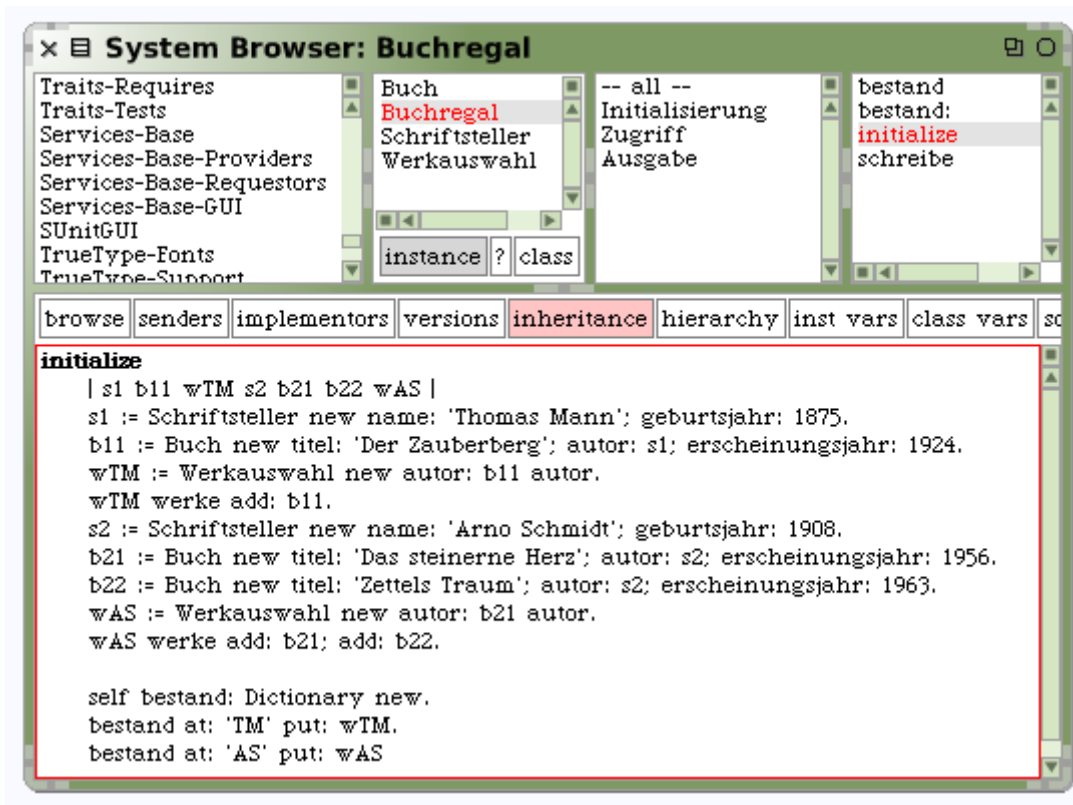 System Browser: Buchregal
Traits-Requires
Traits-Tests
Services-Base
Services-Base-Providers
Services-Base-Requestors
Services-Base-GUI
SUnitGUI
TrueType-Fonts
TrueType-Support
Buch
Buchregal
Schriftsteller
Werkauswahl
instance ? class
-- all --
Initialisierung
Zugriff
Ausgabe
bestand
bestand:
initialize
schreibe
browse senders implementors versions inheritance hierarchy inst vars class vars
initialize
| s1 b11 wTM s2 b21 b22 wAS |
s1 := Schriftsteller new name: 'Thomas Mann'; geburtsjahr: 1875.
b11 := Buch new titel: 'Der Zauberberg'; autor: s1; erscheinungsjahr: 1924.
wTM := Werkauswahl new autor: b11 autor.
wTM werke add: b11.
s2 := Schriftsteller new name: 'Arno Schmidt'; geburtsjahr: 1908.
b21 := Buch new titel: 'Das steinerne Herz'; autor: s2; erscheinungsjahr: 1956.
b22 := Buch new titel: 'Zettels Traum'; autor: s2; erscheinungsjahr: 1963.
wAS := Werkauswahl new autor: b21 autor.
wAS werke add: b21; add: b22.
self bestand: Dictionary new.
bestand at: 'TM' put: wTM.
bestand at: 'AS' put: wAS